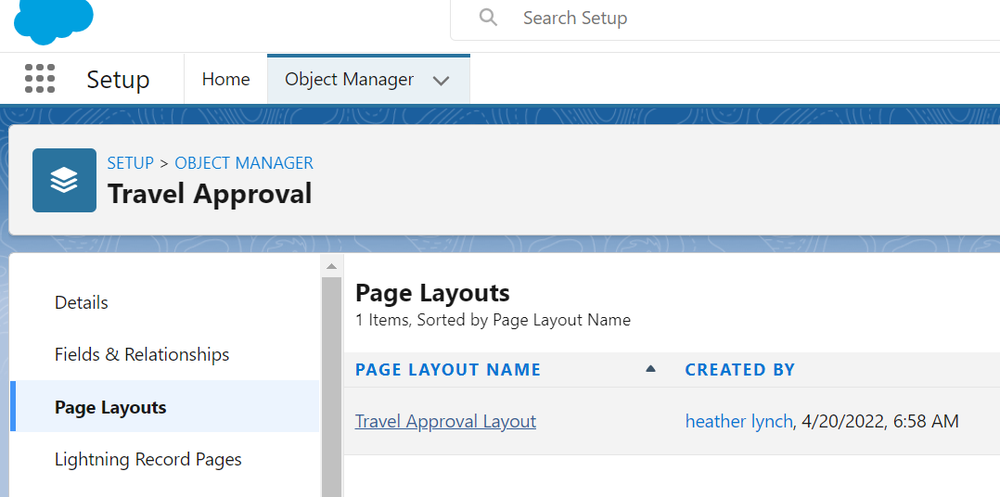 Search Setup
Setup Home Object Manager
SETUP > OBJECT MANAGER
Travel Approval
Details
Fields & Relationships
Page Layouts
Lightning Record Pages
Page Layouts
1 Items, Sorted by Page Layout Name
PAGE LAYOUT NAME CREATED BY
Travel Approval Layout heather lynch, 4/20/2022, 6:58 AM